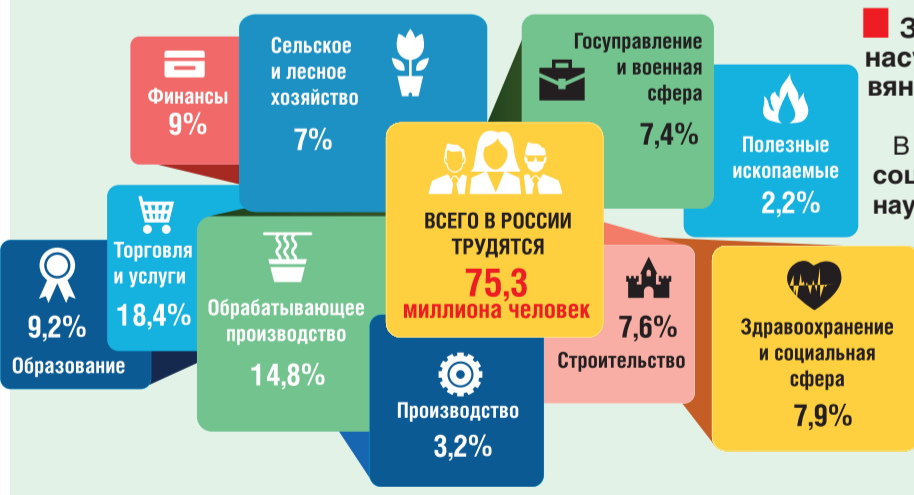 Финансы
9%
Сельское
и лесное
хозяйство
7%
Госуправление
и военная
сфера
7,4%
Полезные
ископаемые
2,2%
ВСЕГО В РОССИИ
ТРУДЯТСЯ
75,3
миллиона человек
Торговля
и услуги
18,4%
9,2%
Образование
Обрабатывающее
производство
14,8%
Производство
3,2%
7,6%
Строительство
Здравоохранение
и социальная
сфера
7,9%
В